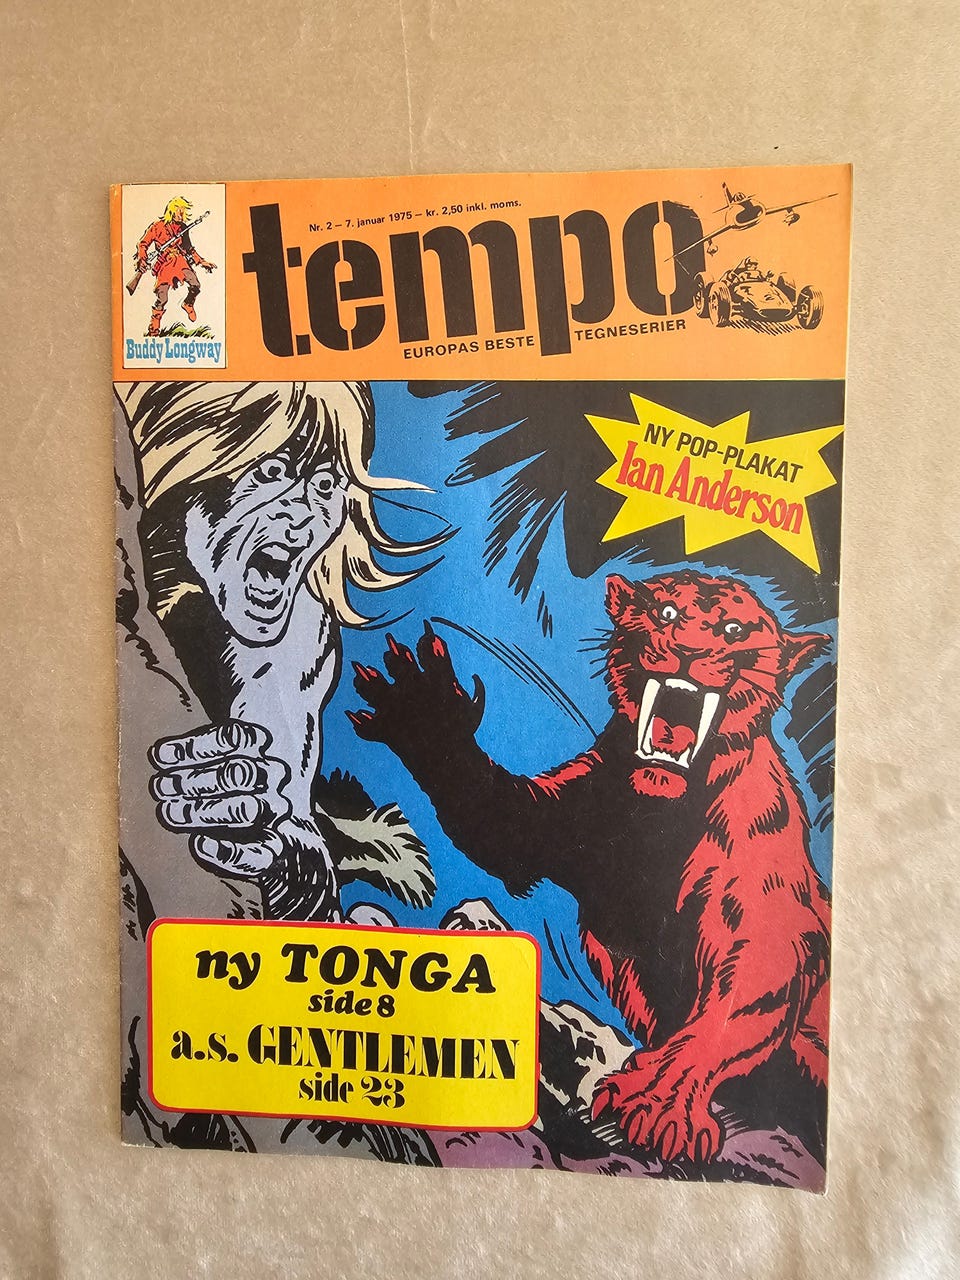 Nr. 2 – 7. januar 1975 – kr. 2,50 inkl. moms.
tempo
EUROPAS BESTE TEGNESERIER
Buddy Longway
NY POP-PLAKAT
Ian Anderson
ny TONGA
side 8
a.s. GENTLEMEN
side 23